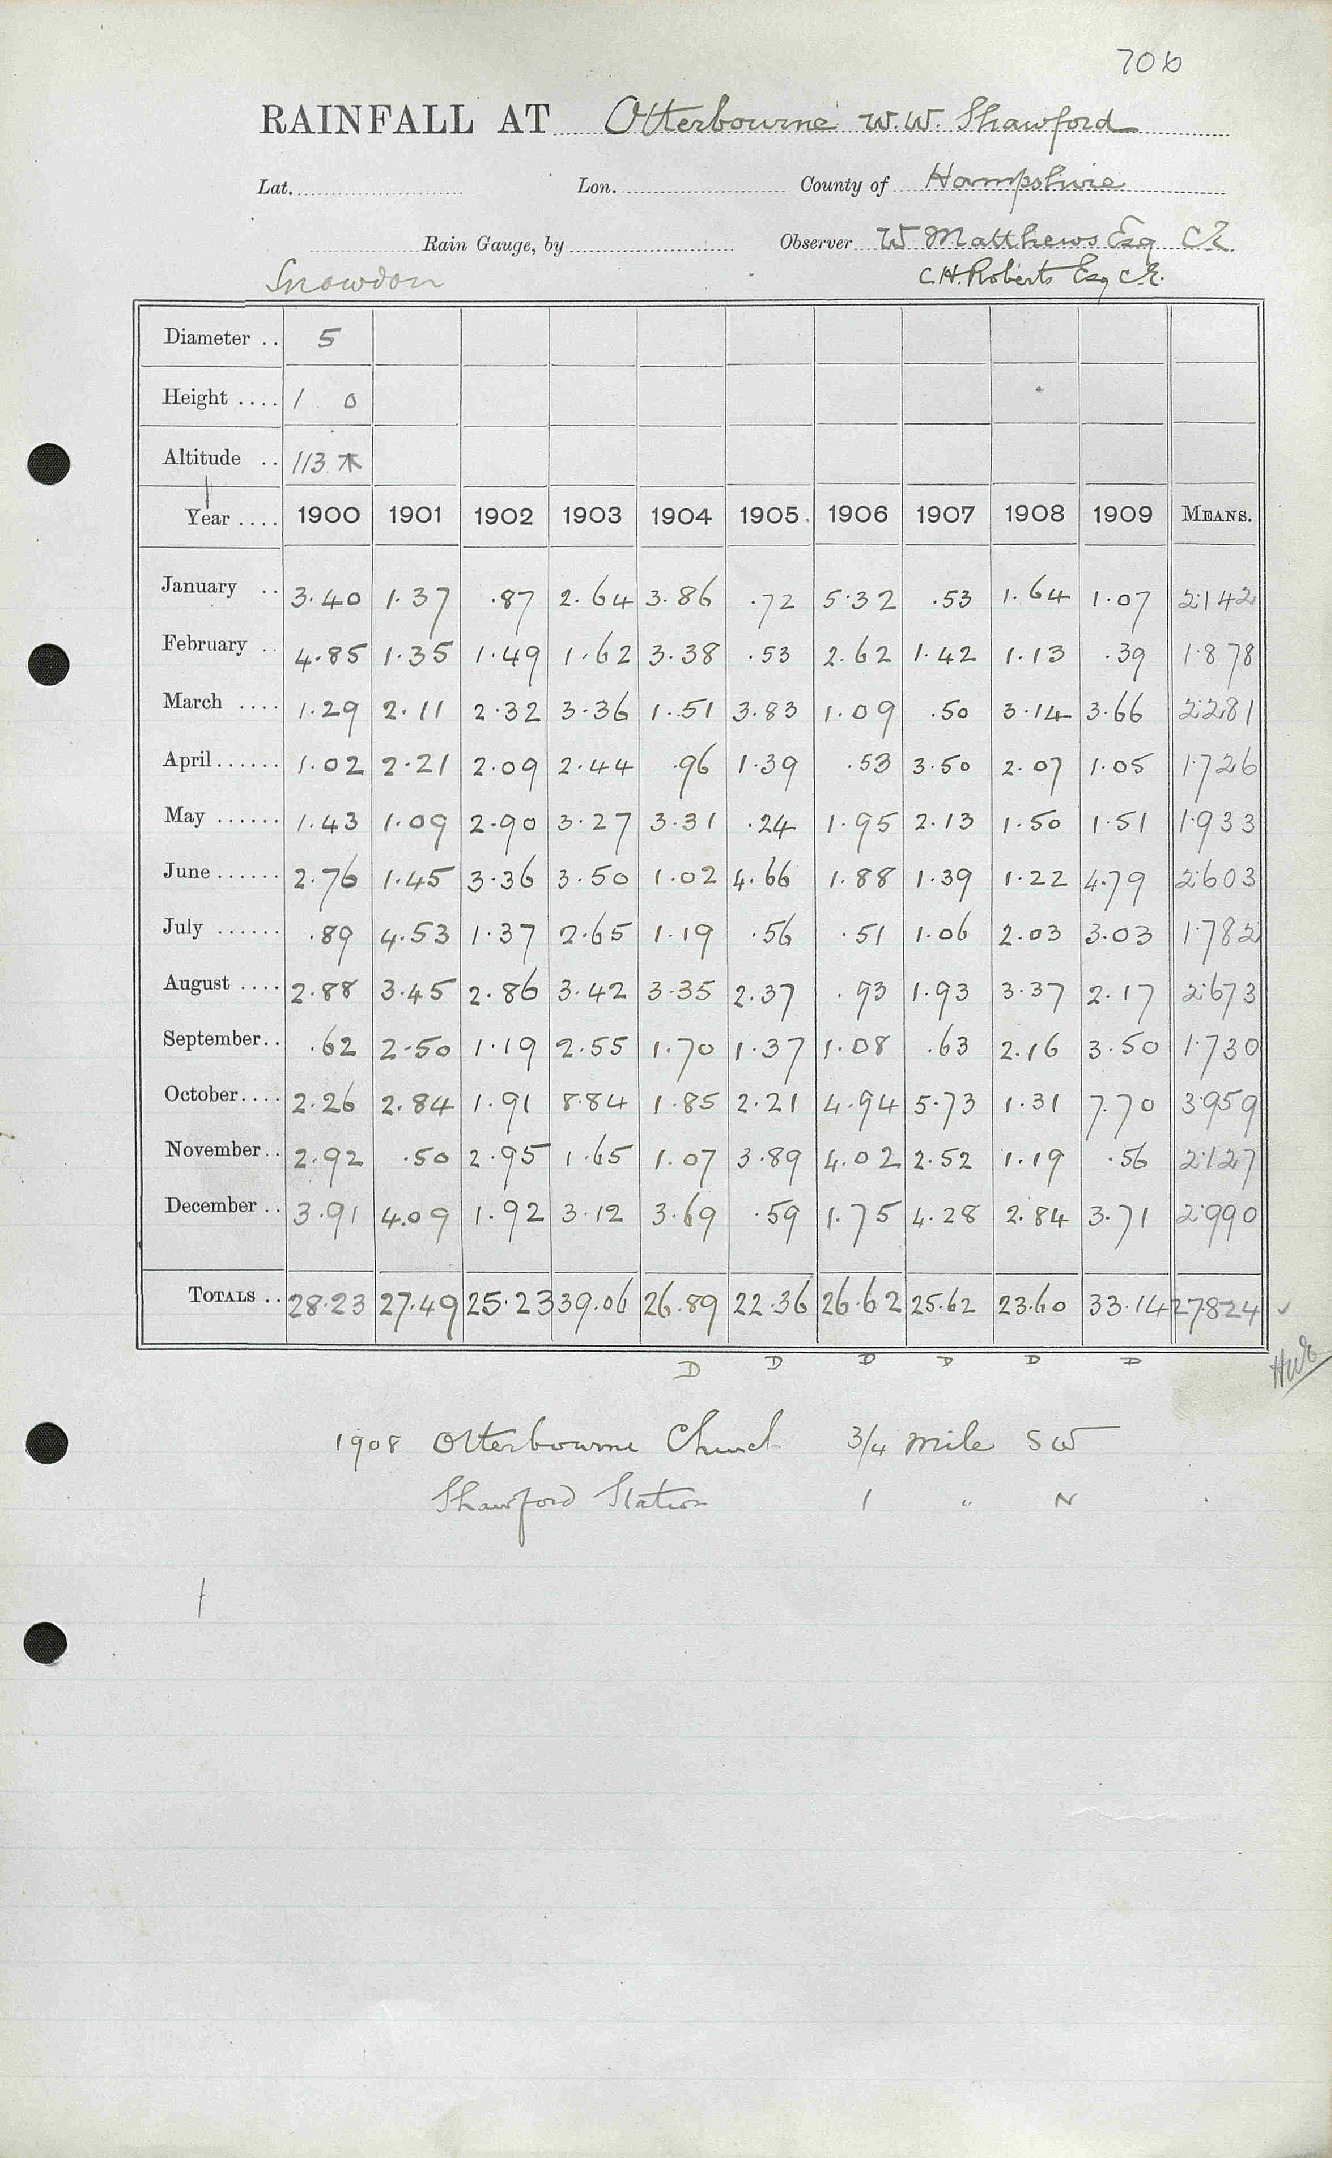 706
RAINFALL AT Otterbourne W.W. Shawford
Lat. Lon. County of Hampshire
Rain Gauge, by Observer W Matthews Esq CE
Snowdon C.H. Roberts Esq C.E.
Diameter .. 5
Height .... 1 0
Altitude .. 113
Year .... 1900 1901 1902 1903 1904 1905 1906 1907 1908 1909 MEANS.
January .. 3.40 1.37 .87 2.64 3.86 .72 5.32 .53 1.64 1.07 2.142
February .. 4.85 1.35 1.49 1.62 3.38 .53 2.62 1.42 1.13 .39 1.878
March .... 1.29 2.11 2.32 3.36 1.51 3.83 1.09 .50 3.14 3.66 2.281
April...... 1.02 2.21 2.09 2.44 .96 1.39 .53 3.50 2.07 1.05 1.726
May ...... 1.43 1.09 2.90 3.27 3.31 .24 1.95 2.13 1.50 1.51 1.933
June...... 2.76 1.45 3.36 3.50 1.02 4.66 1.88 1.39 1.22 4.79 2.603
July ...... .89 4.53 1.37 2.65 1.19 .56 .51 1.06 2.03 3.03 1.782
August .... 2.88 3.45 2.86 3.42 3.35 2.37 .93 1.93 3.37 2.17 2.673
September.. .62 2.50 1.19 2.55 1.70 1.37 1.08 .63 2.16 3.50 1.730
October.... 2.26 2.84 1.91 8.84 1.85 2.21 4.94 5.73 1.31 7.70 3.959
November.. 2.92 .50 2.95 1.65 1.07 3.89 4.02 2.52 1.19 .56 2.127
December .. 3.91 4.09 1.92 3.12 3.69 .59 1.75 4.28 2.84 3.71 2.990
TOTALS .. 28.23 27.49 25.23 39.06 26.89 22.36 26.62 25.62 23.60 33.14 27.824
D D D D D D
1908 Otterbourne Church 3/4 mile SW
Shawford Station 1 " N